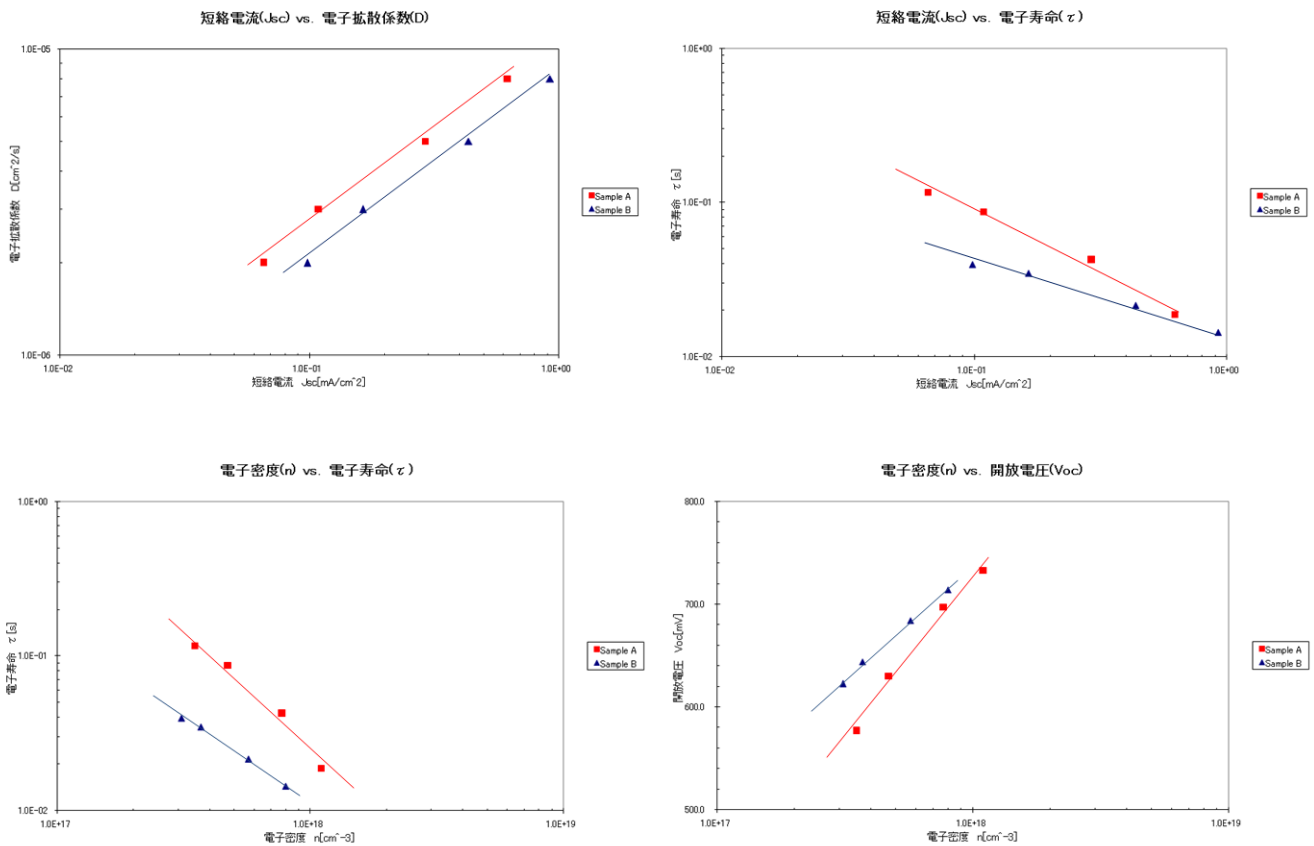 短絡電流(Jsc) vs. 電子拡散係数(D)
1.0E-05
電子拡散係数 D[cm^2/s]
1.0E-06
1.0E-02
1.0E-01
1.0E+00
短絡電流 Jsc[mA/cm^2]
Sample A
Sample B
短絡電流(Jsc) vs. 電子寿命(τ)
1.0E+00
1.0E-01
電子寿命 τ[s]
1.0E-02
1.0E-02
1.0E-01
1.0E+00
短絡電流 Jsc[mA/cm^2]
Sample A
Sample B
電子密度(n) vs. 電子寿命(τ)
1.0E+00
1.0E-01
電子寿命 τ[s]
1.0E-02
1.0E+17
1.0E+18
1.0E+19
電子密度 n[cm^-3]
Sample A
Sample B
電子密度(n) vs. 開放電圧(Voc)
800.0
700.0
開放電圧 Voc[mV]
600.0
500.0
1.0E+17
1.0E+18
1.0E+19
電子密度 n[cm^-3]
Sample A
Sample B